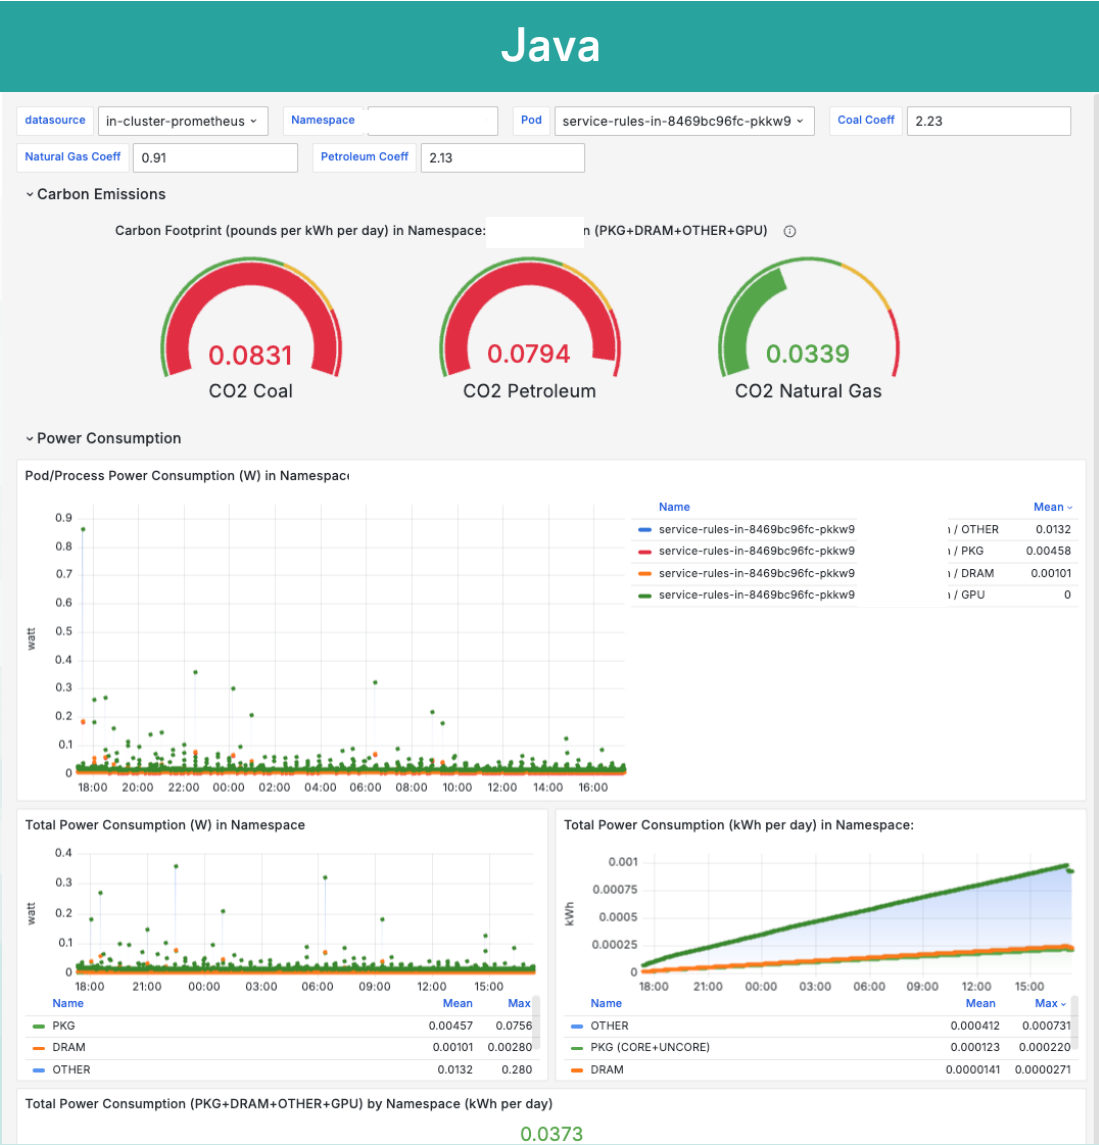 Java
datasource in-cluster-prometheus Namespace Pod service-rules-in-8469bc96fc-pkkw9 Coal Coeff 2.23
Natural Gas Coeff 0.91 Petroleum Coeff 2.13
Carbon Emissions
Carbon Footprint (pounds per kWh per day) in Namespace: n (PKG+DRAM+OTHER+GPU)
0.0831 0.0794 0.0339
CO2 Coal CO2 Petroleum CO2 Natural Gas
Power Consumption
Pod/Process Power Consumption (W) in Namespace
Name Mean
service-rules-in-8469bc96fc-pkkw9 / OTHER 0.0132
service-rules-in-8469bc96fc-pkkw9 / PKG 0.00458
service-rules-in-8469bc96fc-pkkw9 / DRAM 0.00101
service-rules-in-8469bc96fc-pkkw9 / GPU 0
watt
0.9
0.8
0.7
0.6
0.5
0.4
0.3
0.2
0.1
0
18:00 20:00 22:00 00:00 02:00 04:00 06:00 08:00 10:00 12:00 14:00 16:00
Total Power Consumption (W) in Namespace
watt
0.4
0.3
0.2
0.1
0
18:00 21:00 00:00 03:00 06:00 09:00 12:00 15:00
Name Mean Max
PKG 0.00457 0.0756
DRAM 0.00101 0.00280
OTHER 0.0132 0.280
Total Power Consumption (kWh per day) in Namespace:
kWh
0.001
0.00075
0.0005
0.00025
0
18:00 21:00 00:00 03:00 06:00 09:00 12:00 15:00
Name Mean Max
OTHER 0.000412 0.000731
PKG (CORE+UNCORE) 0.000123 0.000220
DRAM 0.0000141 0.0000271
Total Power Consumption (PKG+DRAM+OTHER+GPU) by Namespace (kWh per day)
0.0373